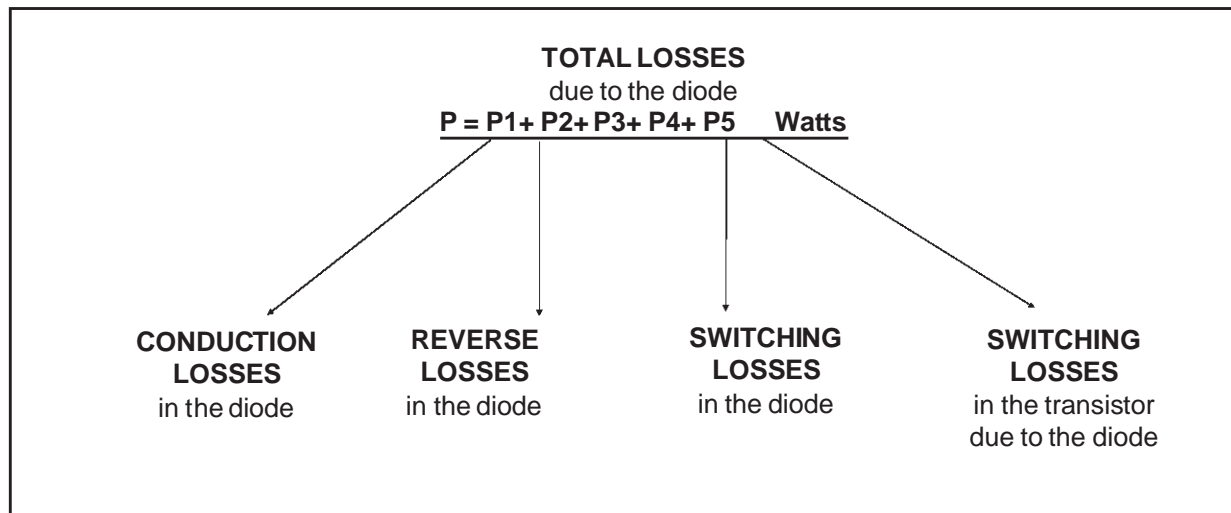 TOTAL LOSSES
due to the diode
P = P1+ P2+ P3+ P4+ P5 Watts
CONDUCTION
LOSSES
in the diode
REVERSE
LOSSES
in the diode
SWITCHING
LOSSES
in the diode
SWITCHING
LOSSES
in the transistor
due to the diode